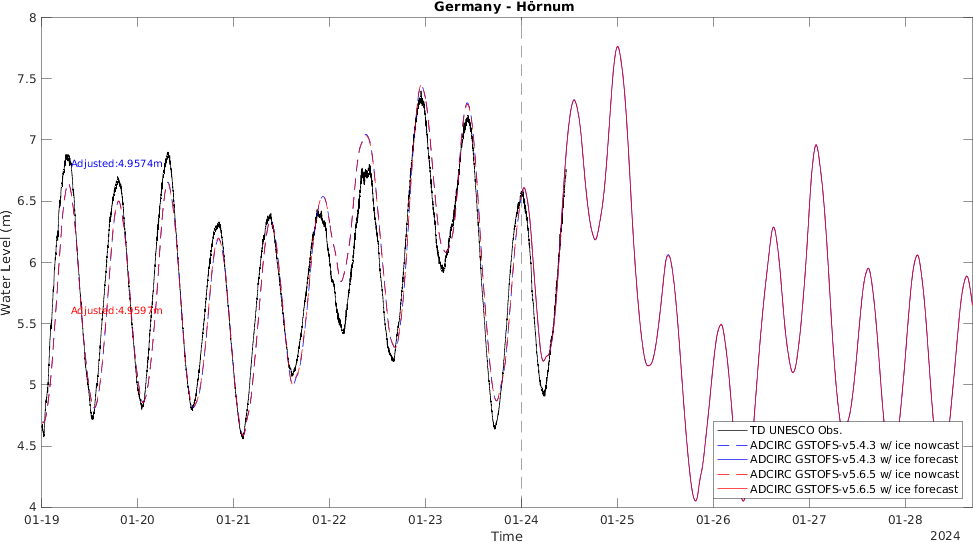 Germany - Hörnum
8
7.5
7
6.5
6
5.5
5
4.5
4
Water Level (m)
Adjusted:4.9574m
Adjusted:4.9597m
TD UNESCO Obs.
ADCIRC GSTOFS-v5.4.3 w/ ice nowcast
ADCIRC GSTOFS-v5.4.3 w/ ice forecast
ADCIRC GSTOFS-v5.6.5 w/ ice nowcast
ADCIRC GSTOFS-v5.6.5 w/ ice forecast
01-19 01-20 01-21 01-22 01-23 01-24 01-25 01-26 01-27 01-28
Time
2024